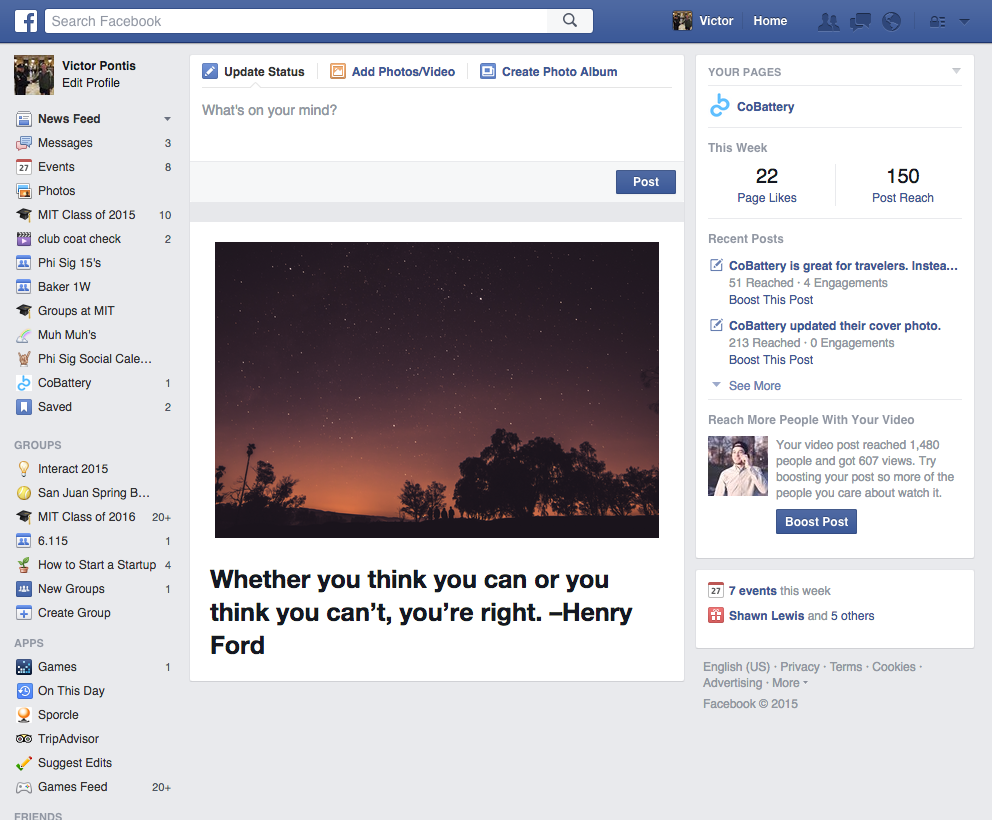 f
Search Facebook
Victor
Home
Victor Pontis
Edit Profile
News Feed
Messages 3
27 Events 8
Photos
MIT Class of 2015 10
club coat check 2
Phi Sig 15's
Baker 1W
Groups at MIT
Muh Muh's
Phi Sig Social Cale...
CoBattery 1
Saved 2
GROUPS
Interact 2015
San Juan Spring B...
MIT Class of 2016 20+
6.115 1
How to Start a Startup 4
New Groups 1
Create Group
APPS
Games 1
On This Day
Sporcle
TripAdvisor
Suggest Edits
Games Feed 20+
FRIENDS
Update Status
Add Photos/Video
Create Photo Album
What's on your mind?
Post
Whether you think you can or you
think you can’t, you’re right. –Henry
Ford
YOUR PAGES
CoBattery
This Week
22 150
Page Likes Post Reach
Recent Posts
CoBattery is great for travelers. Instea...
51 Reached · 4 Engagements
Boost This Post
CoBattery updated their cover photo.
213 Reached · 0 Engagements
Boost This Post
See More
Reach More People With Your Video
Your video post reached 1,480
people and got 607 views. Try
boosting your post so more of the
people you care about watch it.
Boost Post
27 7 events this week
Shawn Lewis and 5 others
English (US) · Privacy · Terms · Cookies ·
Advertising · More
Facebook © 2015